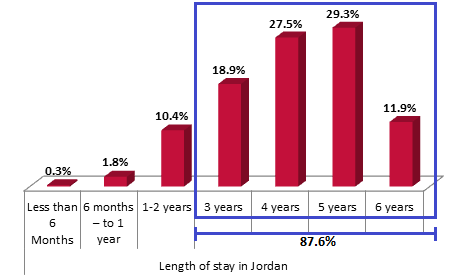 29.3%
27.5%
18.9%
11.9%
10.4%
1.8%
0.3%
Less than 6 Months
6 months – to 1 year
1-2 years
3 years
4 years
5 years
6 years
87.6%
Length of stay in Jordan